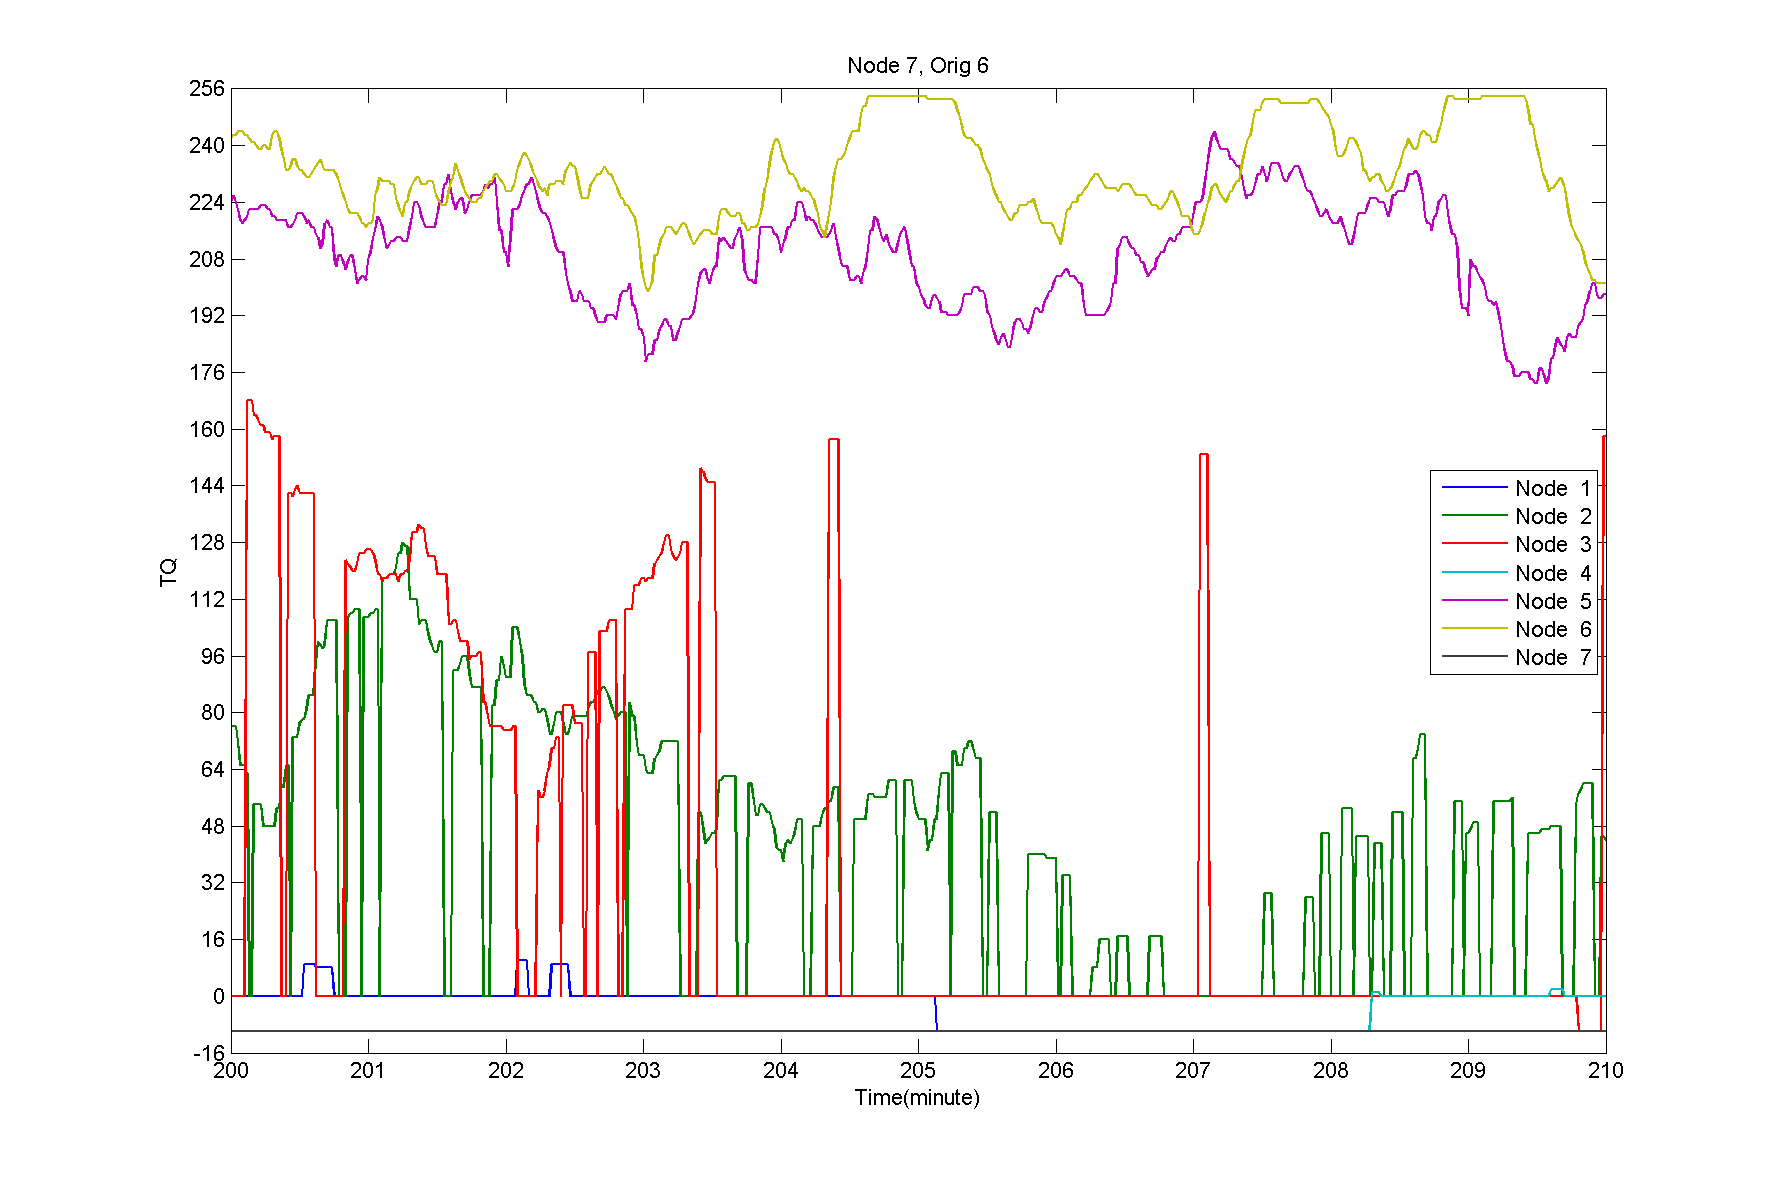 Node 7, Orig 6
256
240
224
208
192
176
160
144
128
112
96
80
64
48
32
16
0
-16
TQ
Node 1
Node 2
Node 3
Node 4
Node 5
Node 6
Node 7
200 201 202 203 204 205 206 207 208 209 210
Time(minute)